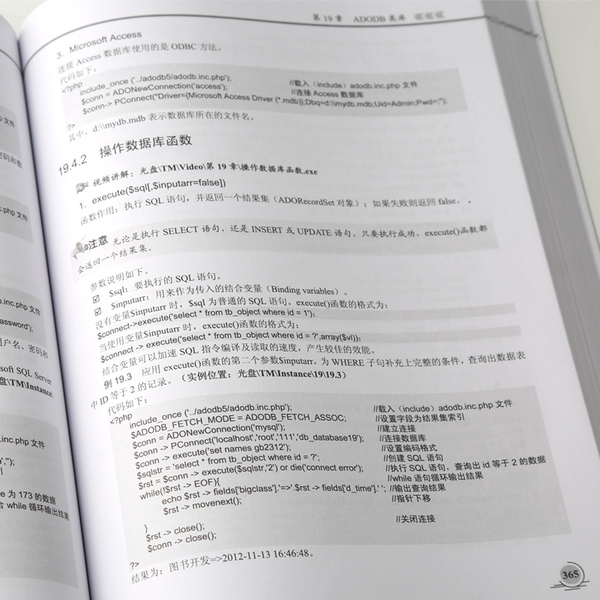 第 19 章 ADODB 类库
3. Microsoft Access
连接 Access 数据库使用的是 ODBC 方法。
代码如下：
<?php
include_once ('../adodb5/adodb.inc.php'); //载入（include）adodb.inc.php 文件
$conn = ADONewConnection('access'); //连接 Access 数据库
$conn-> PConnect("Driver={Microsoft Access Driver (*.mdb)};Dbq=d:\\mydb.mdb;Uid=Admin;Pwd=;");
?>
其中，d:\\mydb.mdb 表示数据库所在的文件名。
19.4.2 操作数据库函数
视频讲解：光盘\TM\Video\第 19 章\操作数据库函数.exe
1. execute($sql[,$inputarr=false])
函数作用：执行 SQL 语句，并返回一个结果集（ADORecordSet 对象）；如果失败则返回 false。
注意 无论是执行 SELECT 语句，还是 INSERT 或 UPDATE 语句，只要执行成功，execute()函数都
会返回一个结果集。
参数说明如下。
☑ $sql：要执行的 SQL 语句。
☑ $inputarr：用来作为传入的结合变量（Binding variables）。
没有变量$inputarr 时，$sql 为普通的 SQL 语句。execute()函数的格式为：
$connect->execute('select * from tb_object where id = 1');
当使用变量$inputarr 时，execute()函数的格式为：
$connect -> execute('select * from tb_object where id = ?',array($vl));
结合变量可以加速 SQL 指令编译及读取的速度，产生较佳的效能。
例 19.3 应用 execute()函数的第二个参数$inputarr，为 WHERE 子句补充上完整的条件，查询出数据表
中 ID 等于 2 的记录。（实例位置：光盘\TM\Instance\19\19.3）
代码如下：
<?php
include_once ('../adodb5/adodb.inc.php'); //载入（include）adodb.inc.php 文件
$ADODB_FETCH_MODE = ADODB_FETCH_ASSOC; //设置字段为结果集索引
$conn = ADONewConnection('mysql'); //建立连接
$conn -> PConnect('localhost','root','111','db_database19'); //连接数据库
$conn -> execute('set names gb2312'); //设置编码格式
$sqlstr = 'select * from tb_object where id = ?'; //创建 SQL 语句
$rst = $conn -> execute($sqlstr,'2') or die('connect error'); //执行 SQL 语句，查询出 id 等于 2 的数据
while(!$rst -> EOF){ //while 语句循环输出结果
echo $rst -> fields['bigclass'].'=>'.$rst -> fields['d_time'].' '; //输出查询结果
$rst -> movenext(); //指针下移
}
$rst -> close(); //关闭连接
$conn -> close();
?>
结果为：图书开发=>2012-11-13 16:46:48。
365